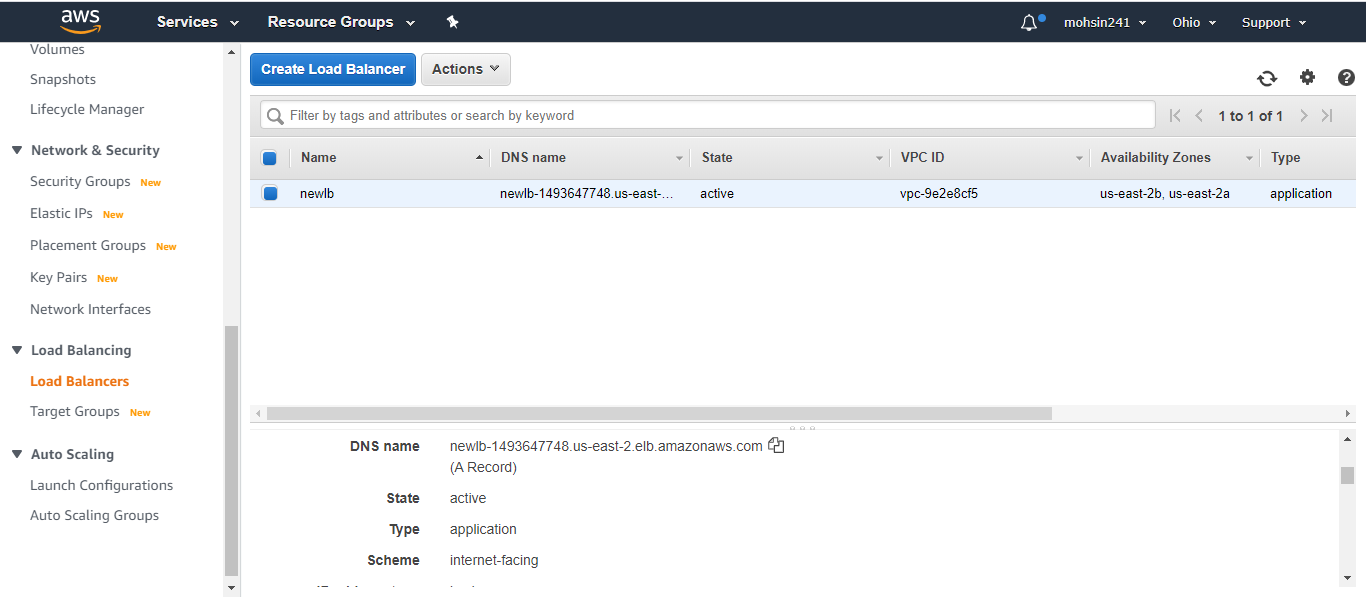 aws Services Resource Groups mohsin241 Ohio Support
Volumes
Snapshots
Lifecycle Manager
Network & Security
Security Groups New
Elastic IPs New
Placement Groups New
Key Pairs New
Network Interfaces
Load Balancing
Load Balancers
Target Groups New
Auto Scaling
Launch Configurations
Auto Scaling Groups
Create Load Balancer Actions
Filter by tags and attributes or search by keyword 1 to 1 of 1
Name DNS name State VPC ID Availability Zones Type
newlb newlb-1493647748.us-east-... active vpc-9e2e8cf5 us-east-2b, us-east-2a application
DNS name newlb-1493647748.us-east-2.elb.amazonaws.com
(A Record)
State active
Type application
Scheme internet-facing